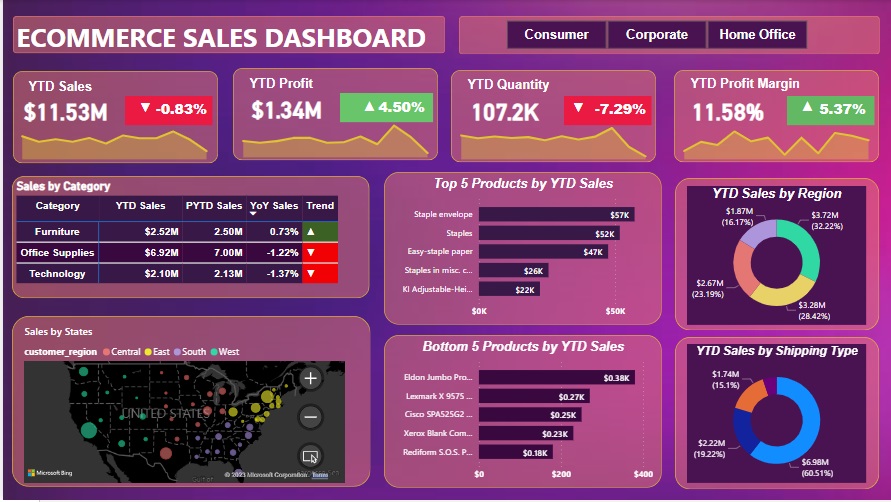 ECOMMERCE SALES DASHBOARD
Consumer Corporate Home Office
YTD Sales
$11.53M
▼ -0.83%
YTD Profit
$1.34M
▲ 4.50%
YTD Quantity
107.2K
▼ -7.29%
YTD Profit Margin
11.58%
▲ 5.37%
Sales by Category
Category YTD Sales PYTD Sales YoY Sales Trend
Furniture $2.52M 2.50M 0.73% ▲
Office Supplies $6.92M 7.00M -1.22% ▼
Technology $2.10M 2.13M -1.37% ▼
Top 5 Products by YTD Sales
Staple envelope $57K
Staples $52K
Easy-staple paper $47K
Staples in misc. c... $26K
KI Adjustable-Hei... $22K
$0K $50K
YTD Sales by Region
$1.87M
(16.17%)
$3.72M
(32.22%)
$2.67M
(23.19%)
$3.28M
(28.42%)
Sales by States
customer_region Central East South West
UNITED STATES
Microsoft Bing
© 2023 Microsoft Corporation Terms
Bottom 5 Products by YTD Sales
Eldon Jumbo Pro... $0.38K
Lexmark X 9575 ... $0.27K
Cisco SPA525G2 ... $0.25K
Xerox Blank Com... $0.23K
Rediform S.O.S. P... $0.18K
$0 $200 $400
YTD Sales by Shipping Type
$1.74M
(15.1%)
$2.22M
(19.22%)
$6.98M
(60.51%)